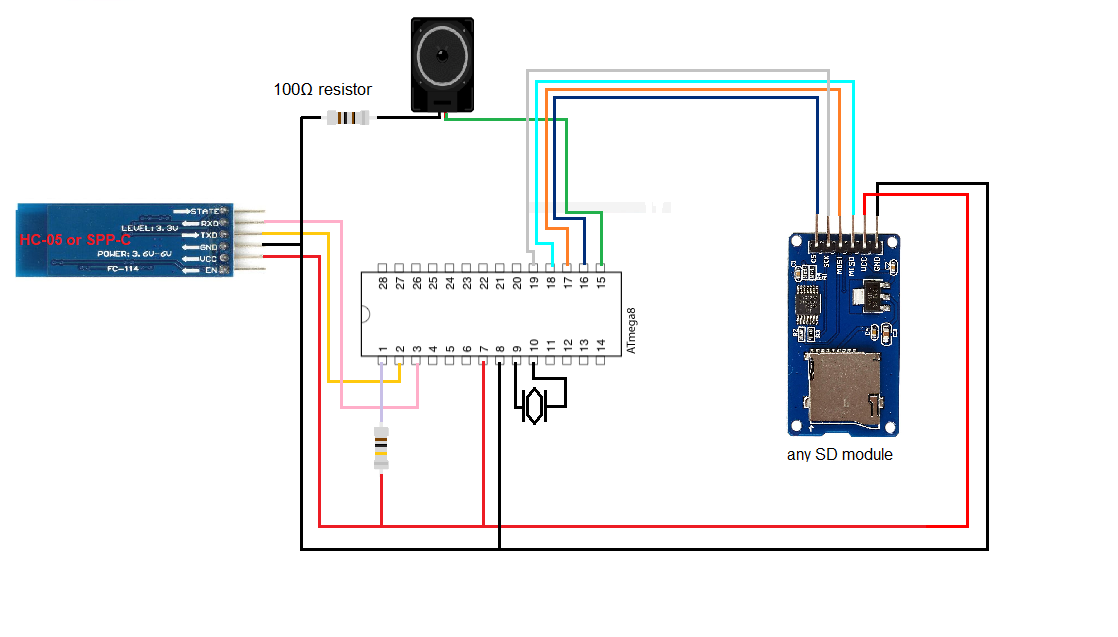 100Ω resistor
STATE
RXD
LEVEL:3.3V
TXD
HC-05 or SPP-C
GND
POWER:3.6V-6V
VCC
FC-114
EN
CS
SCK
MOSI
MISO
VCC
GND
28 27 26 25 24 23 22 21 20 19 18 17 16 15
ATmega8
1 2 3 4 5 6 7 8 9 10 11 12 13 14
any SD module